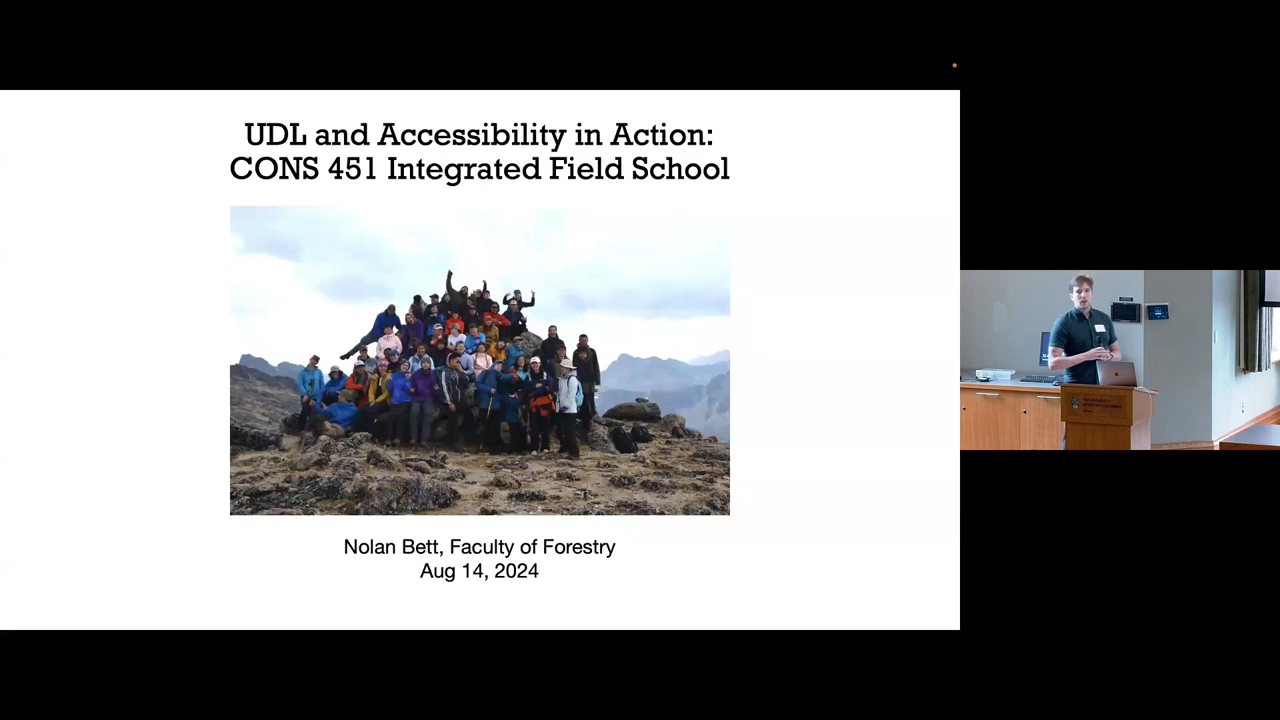 UDL and Accessibility in Action:
CONS 451 Integrated Field School
Nolan Bett, Faculty of Forestry
Aug 14, 2024